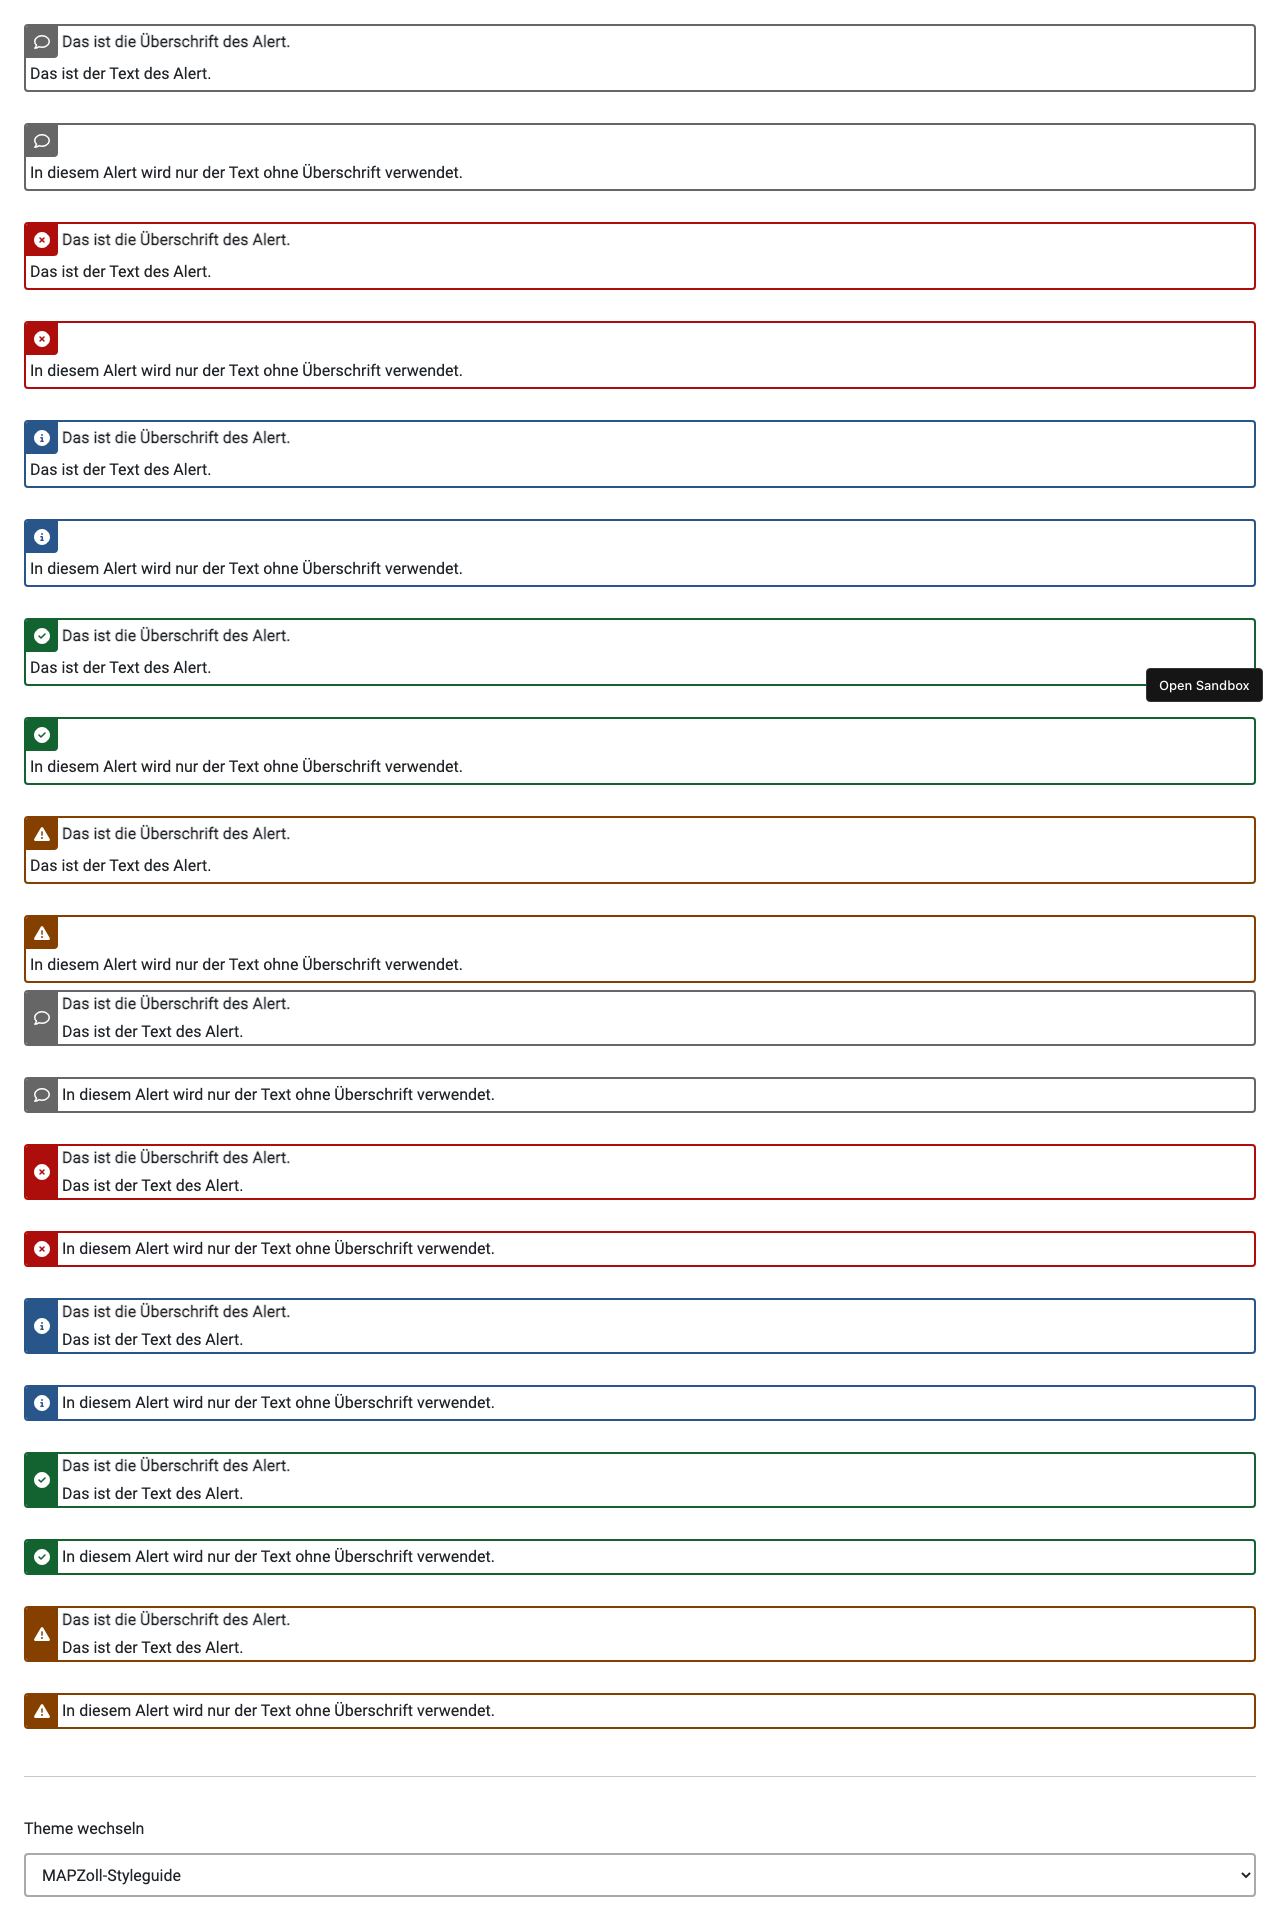 Das ist die Überschrift des Alert.
Das ist der Text des Alert.
In diesem Alert wird nur der Text ohne Überschrift verwendet.
Das ist die Überschrift des Alert.
Das ist der Text des Alert.
In diesem Alert wird nur der Text ohne Überschrift verwendet.
Das ist die Überschrift des Alert.
Das ist der Text des Alert.
In diesem Alert wird nur der Text ohne Überschrift verwendet.
Das ist die Überschrift des Alert.
Das ist der Text des Alert.
Open Sandbox
In diesem Alert wird nur der Text ohne Überschrift verwendet.
Das ist die Überschrift des Alert.
Das ist der Text des Alert.
In diesem Alert wird nur der Text ohne Überschrift verwendet.
Das ist die Überschrift des Alert.
Das ist der Text des Alert.
In diesem Alert wird nur der Text ohne Überschrift verwendet.
Das ist die Überschrift des Alert.
Das ist der Text des Alert.
In diesem Alert wird nur der Text ohne Überschrift verwendet.
Das ist die Überschrift des Alert.
Das ist der Text des Alert.
In diesem Alert wird nur der Text ohne Überschrift verwendet.
Das ist die Überschrift des Alert.
Das ist der Text des Alert.
In diesem Alert wird nur der Text ohne Überschrift verwendet.
Das ist die Überschrift des Alert.
Das ist der Text des Alert.
In diesem Alert wird nur der Text ohne Überschrift verwendet.
Theme wechseln
MAPZoll-Styleguide